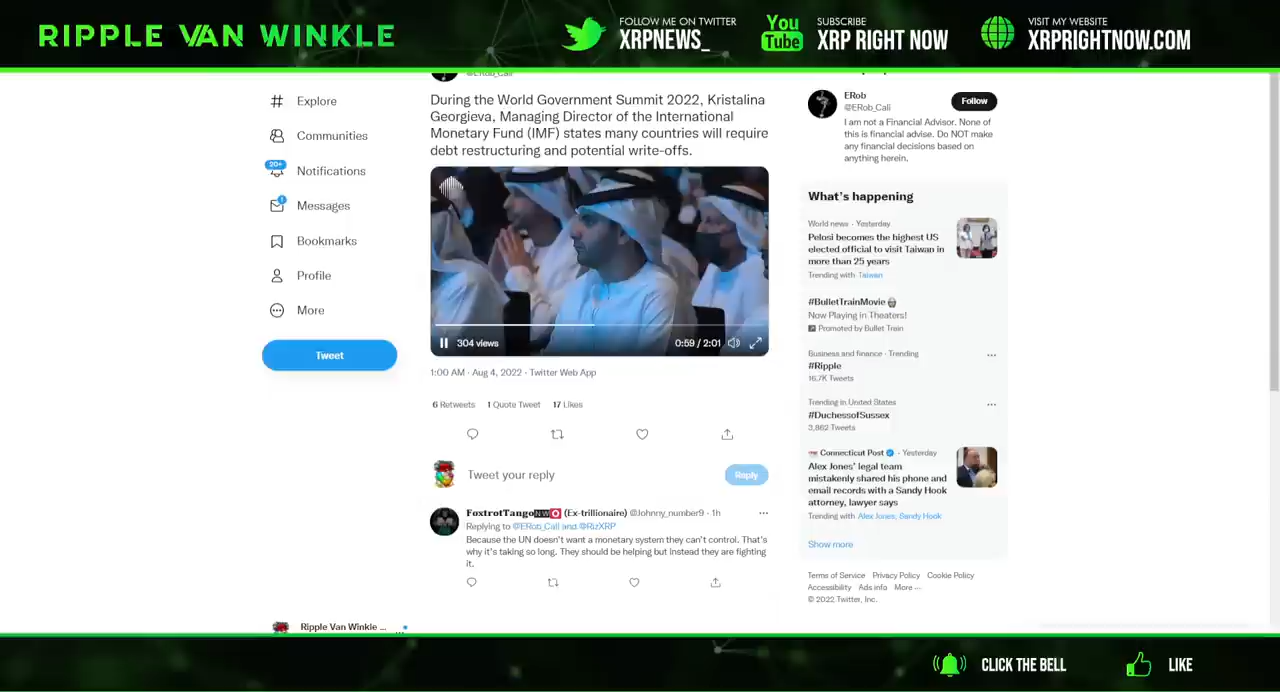 RIPPLE VAN WINKLE
FOLLOW ME ON TWITTER
XRPNEWS_
You
Tube
SUBSCRIBE
XRP RIGHT NOW
VISIT MY WEBSITE
XRPRIGHTNOW.COM
@ERob_Cali
Explore
Communities
20+
Notifications
1
Messages
Bookmarks
Profile
More
Tweet
During the World Government Summit 2022, Kristalina
Georgieva, Managing Director of the International
Monetary Fund (IMF) states many countries will require
debt restructuring and potential write-offs.
304 views
0:59 / 2:01
1:00 AM · Aug 4, 2022 · Twitter Web App
6 Retweets 1 Quote Tweet 17 Likes
Tweet your reply
Reply
FoxtrotTango (Ex-trillionaire) @Johnny_number9 · 1h
Replying to @ERob_Cali and @RizXRP
Because the UN doesn't want a monetary system they can't control. That's
why it's taking so long. They should be helping but instead they are fighting
it.
Ripple Van Winkle ...
ERob
@ERob_Cali
Follow
I am not a Financial Advisor. None of
this is financial advise. Do NOT make
any financial decisions based on
anything herein.
What's happening
World news · Yesterday
Pelosi becomes the highest US
elected official to visit Taiwan in
more than 25 years
Trending with Taiwan
#BulletTrainMovie
Now Playing in Theaters!
Promoted by Bullet Train
Business and finance · Trending
#Ripple
16.7K Tweets
Trending in United States
#DuchessofSussex
3,862 Tweets
Connecticut Post · Yesterday
Alex Jones' legal team
mistakenly shared his phone and
email records with a Sandy Hook
attorney, lawyer says
Trending with Alex Jones, Sandy Hook
Show more
Terms of Service Privacy Policy Cookie Policy
Accessibility Ads info More ···
© 2022 Twitter, Inc.
CLICK THE BELL
LIKE